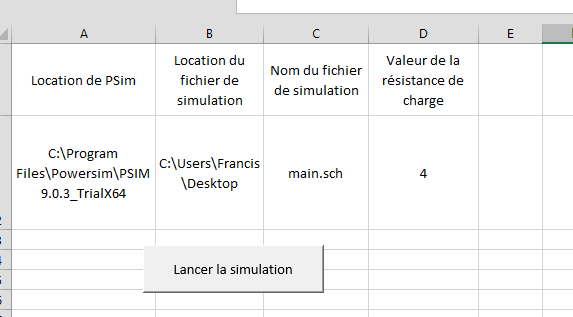 A B C D E
Location de PSim
Location du
fichier de
simulation
Nom du fichier
de simulation
Valeur de la
résistance de
charge
C:\Program
Files\Powersim\PSIM
9.0.3_TrialX64
C:\Users\Francis
\Desktop
main.sch
4
Lancer la simulation